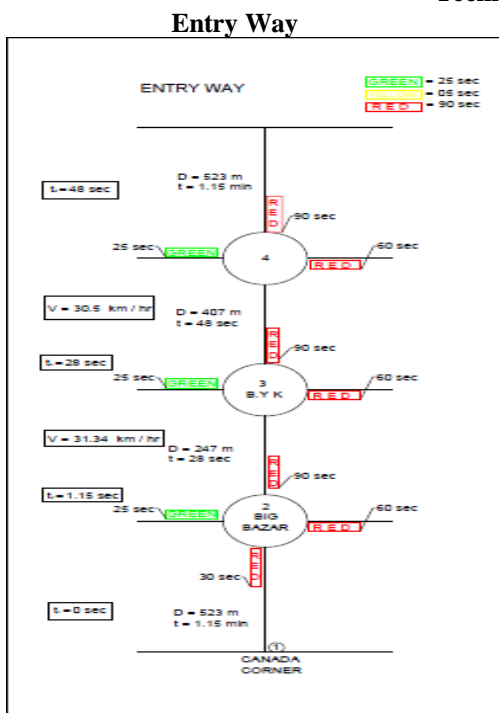 Entry Way
ENTRY WAY
GREEN = 25 sec
= 05 sec
RED = 90 sec
D = 523 m
t = 1.15 min
t = 48 sec
RED
90 sec
25 sec
GREEN
4
60 sec
RED
V = 30.5 km / hr
D = 407 m
t = 48 sec
RED
90 sec
t = 28 sec
25 sec
GREEN
3
B.Y K
60 sec
RED
V = 31.34 km / hr
D = 247 m
t = 28 sec
RED
90 sec
t = 1.15 sec
25 sec
GREEN
2
BIG
BAZAR
60 sec
RED
RED
30 sec
t = 0 sec
D = 523 m
t = 1.15 min
1
CANADA
CORNER